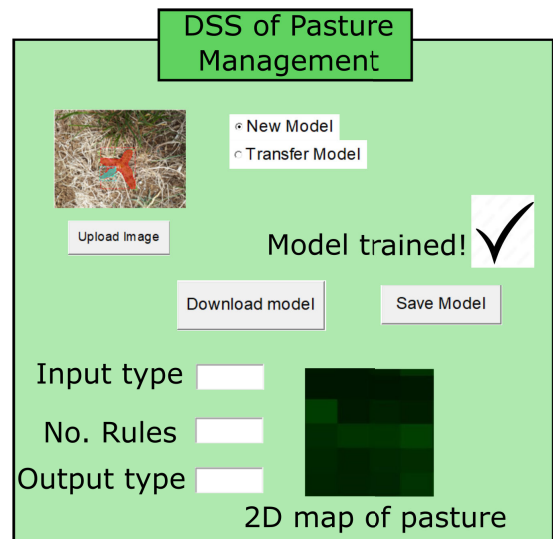 DSS of Pasture
Management
New Model
Transfer Model
Upload Image
Model trained!
Download model
Save Model
Input type
No. Rules
Output type
2D map of pasture